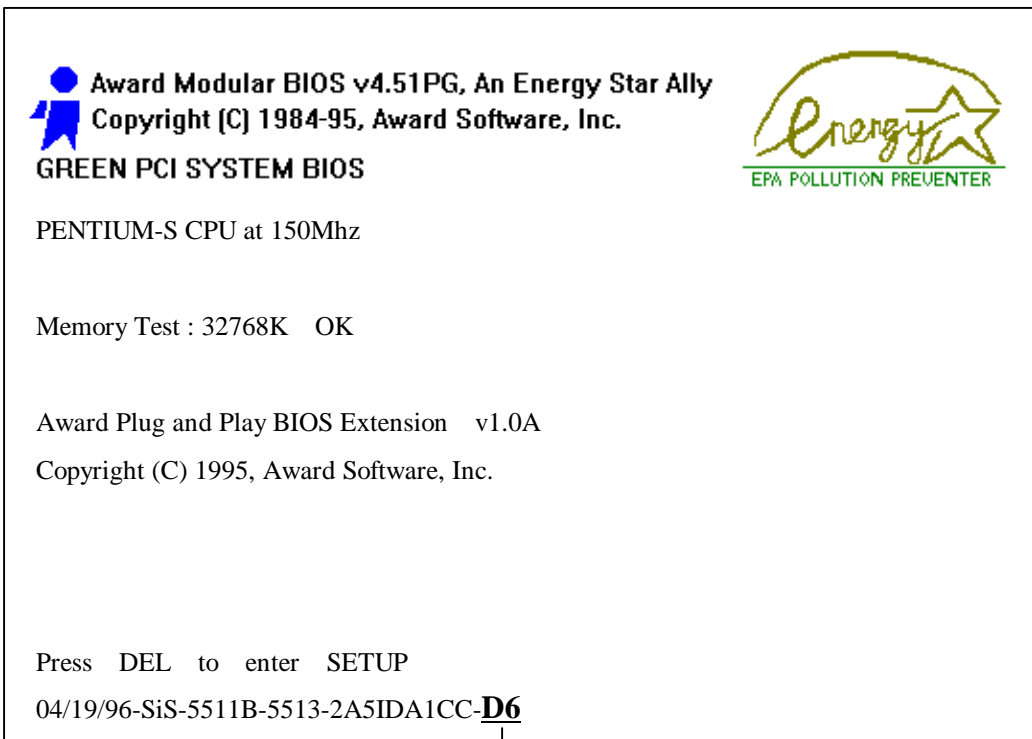 Award Modular BIOS v4.51PG, An Energy Star Ally
Copyright (C) 1984-95, Award Software, Inc.
GREEN PCI SYSTEM BIOS
energy
EPA POLLUTION PREVENTER
PENTIUM-S CPU at 150Mhz
Memory Test : 32768K OK
Award Plug and Play BIOS Extension v1.0A
Copyright (C) 1995, Award Software, Inc.
Press DEL to enter SETUP
04/19/96-SiS-5511B-5513-2A5IDA1CC-D6